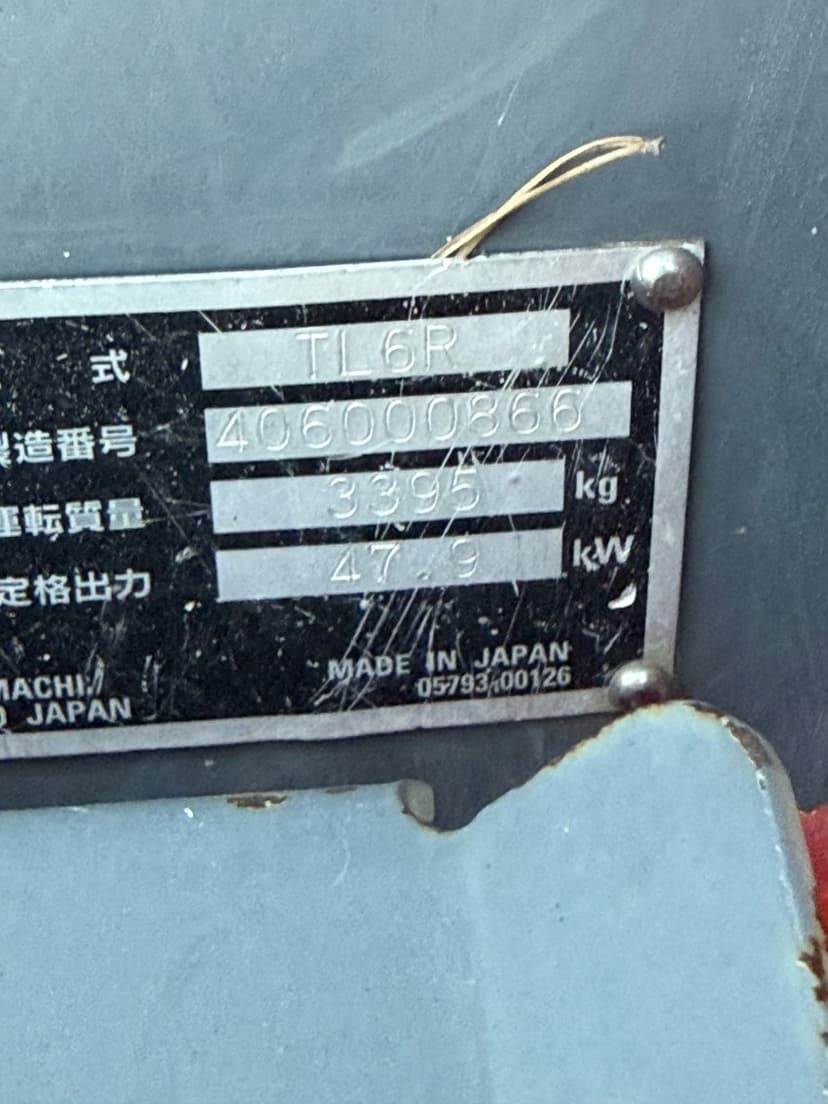 式 TL6R
製造番号 406000866
運転質量 3395 kg
定格出力 47.9 kW
MADE IN JAPAN
MACHI. 05793-00126
JAPAN